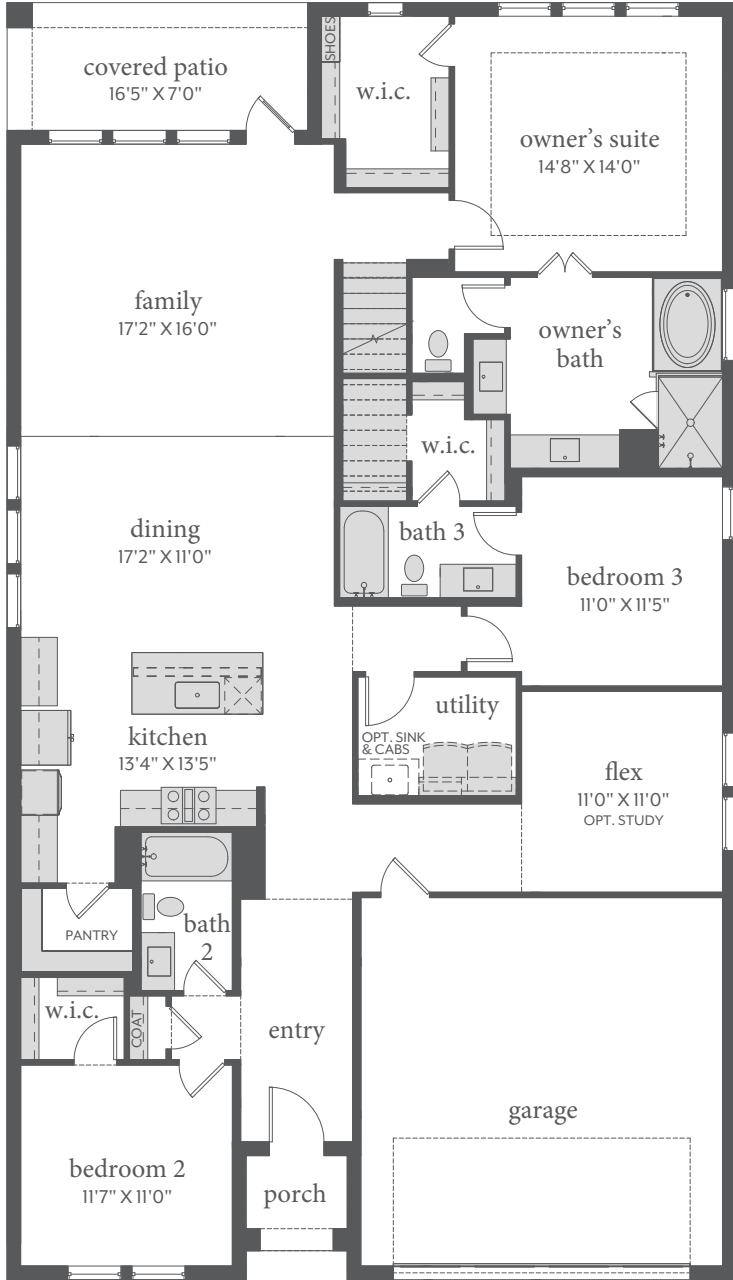 SHOES
covered patio
16'5" X 7'0"
w.i.c.
owner's suite
14'8" X 14'0"
family
17'2" X 16'0"
owner's
bath
w.i.c.
dining
17'2" X 11'0"
bath 3
bedroom 3
11'0" X 11'5"
utility
OPT. SINK
& CABS
kitchen
13'4" X 13'5"
flex
11'0" X 11'0"
OPT. STUDY
bath
2
PANTRY
w.i.c.
COAT
entry
garage
bedroom 2
11'7" X 11'0"
porch